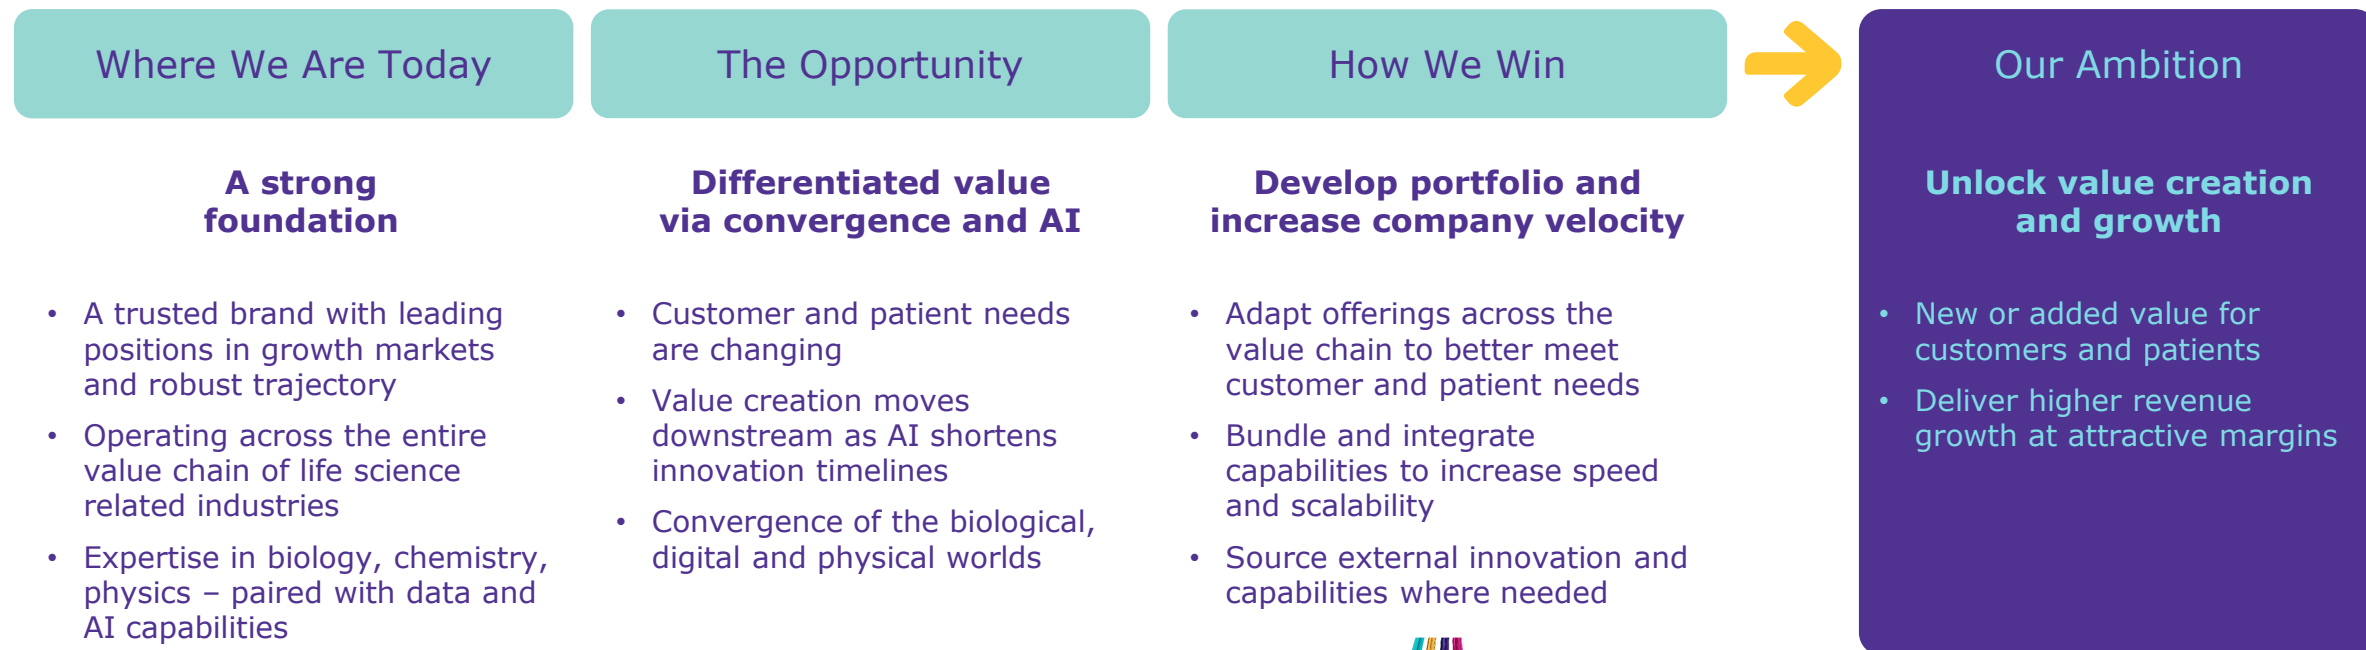 Where We Are Today
A strong
foundation
• A trusted brand with leading
positions in growth markets
and robust trajectory
• Operating across the entire
value chain of life science
related industries
• Expertise in biology, chemistry,
physics – paired with data and
AI capabilities
The Opportunity
Differentiated value
via convergence and AI
• Customer and patient needs
are changing
• Value creation moves
downstream as AI shortens
innovation timelines
• Convergence of the biological,
digital and physical worlds
How We Win
Develop portfolio and
increase company velocity
• Adapt offerings across the
value chain to better meet
customer and patient needs
• Bundle and integrate
capabilities to increase speed
and scalability
• Source external innovation and
capabilities where needed
Our Ambition
Unlock value creation
and growth
• New or added value for
customers and patients
• Deliver higher revenue
growth at attractive margins